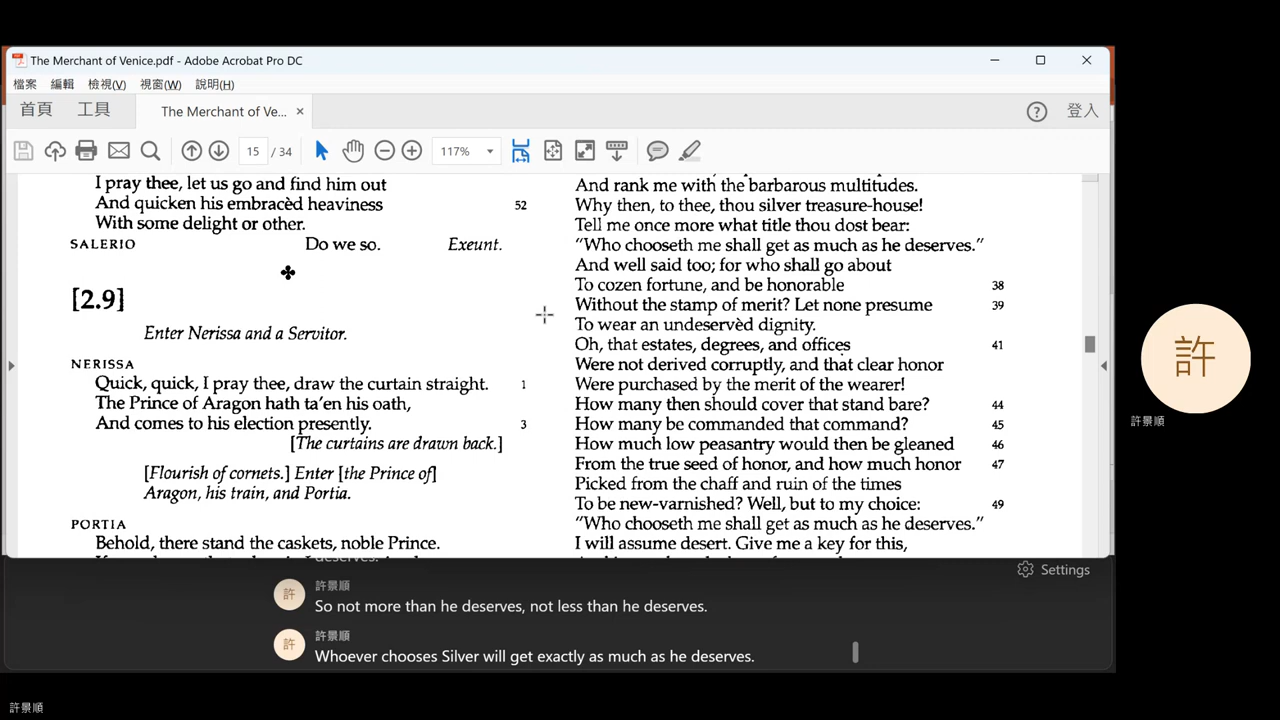 The Merchant of Venice.pdf - Adobe Acrobat Pro DC
檔案 編輯 檢視(V) 視窗(W) 說明(H)
首頁 工具 The Merchant of Ve... × ? 登入
15 / 34 117%
I pray thee, let us go and find him out
And quicken his embracèd heaviness 52
With some delight or other.
SALERIO Do we so. Exeunt.
[2.9]
Enter Nerissa and a Servitor.
NERISSA
Quick, quick, I pray thee, draw the curtain straight. 1
The Prince of Aragon hath ta'en his oath,
And comes to his election presently. 3
[The curtains are drawn back.]
[Flourish of cornets.] Enter [the Prince of]
Aragon, his train, and Portia.
PORTIA
Behold, there stand the caskets, noble Prince.
And rank me with the barbarous multitudes.
Why then, to thee, thou silver treasure-house!
Tell me once more what title thou dost bear:
“Who chooseth me shall get as much as he deserves.”
And well said too; for who shall go about
To cozen fortune, and be honorable 38
Without the stamp of merit? Let none presume 39
To wear an undeservèd dignity.
Oh, that estates, degrees, and offices 41
Were not derived corruptly, and that clear honor
Were purchased by the merit of the wearer!
How many then should cover that stand bare? 44
How many be commanded that command? 45
How much low peasantry would then be gleaned 46
From the true seed of honor, and how much honor 47
Picked from the chaff and ruin of the times
To be new-varnished? Well, but to my choice: 49
“Who chooseth me shall get as much as he deserves.”
I will assume desert. Give me a key for this,
Settings
許 許景順
So not more than he deserves, not less than he deserves.
許 許景順
Whoever chooses Silver will get exactly as much as he deserves.
許
許景順
許景順